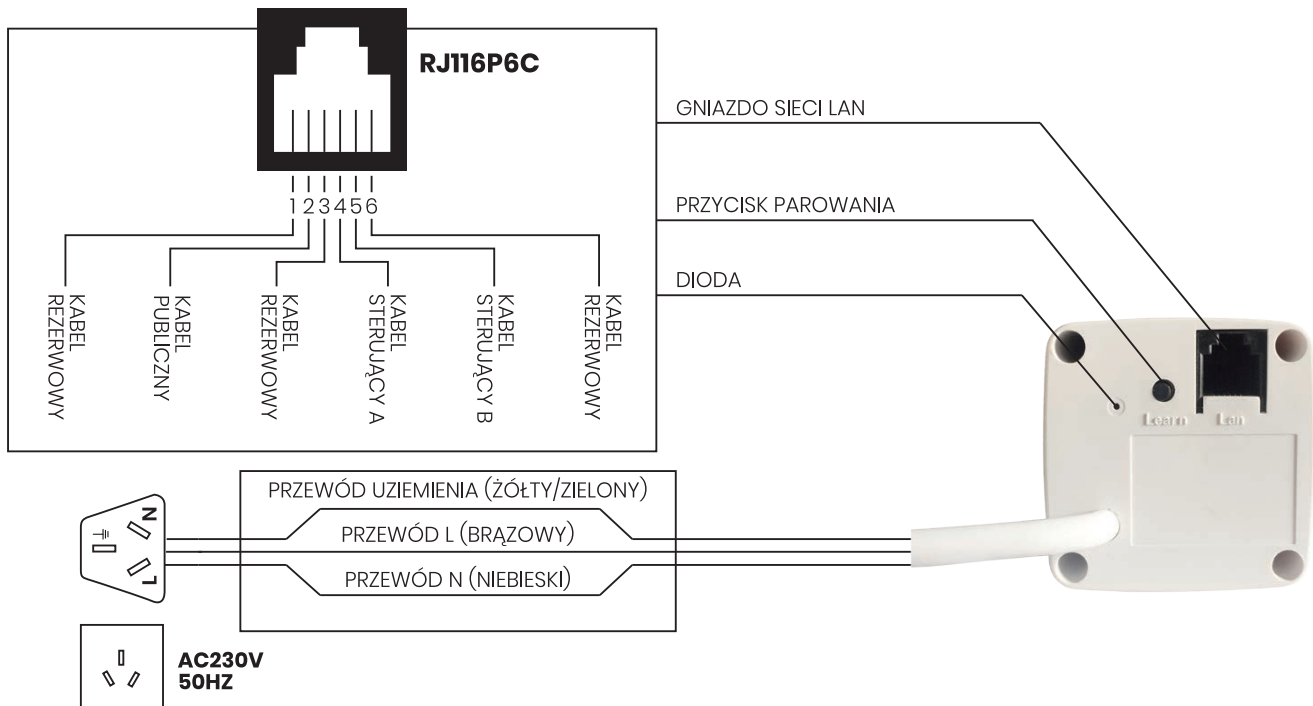 RJ116P6C
GNIAZDO SIECI LAN
PRZYCISK PAROWANIA
DIODA
1 2 3 4 5 6
KABEL
REZERWOWY
KABEL
PUBLICZNY
KABEL
REZERWOWY
KABEL
STERUJĄCY A
KABEL
STERUJĄCY B
KABEL
REZERWOWY
Learn
Lan
PRZEWÓD UZIEMIENIA (ŻÓŁTY/ZIELONY)
PRZEWÓD L (BRĄZOWY)
PRZEWÓD N (NIEBIESKI)
N
L
AC230V
50HZ